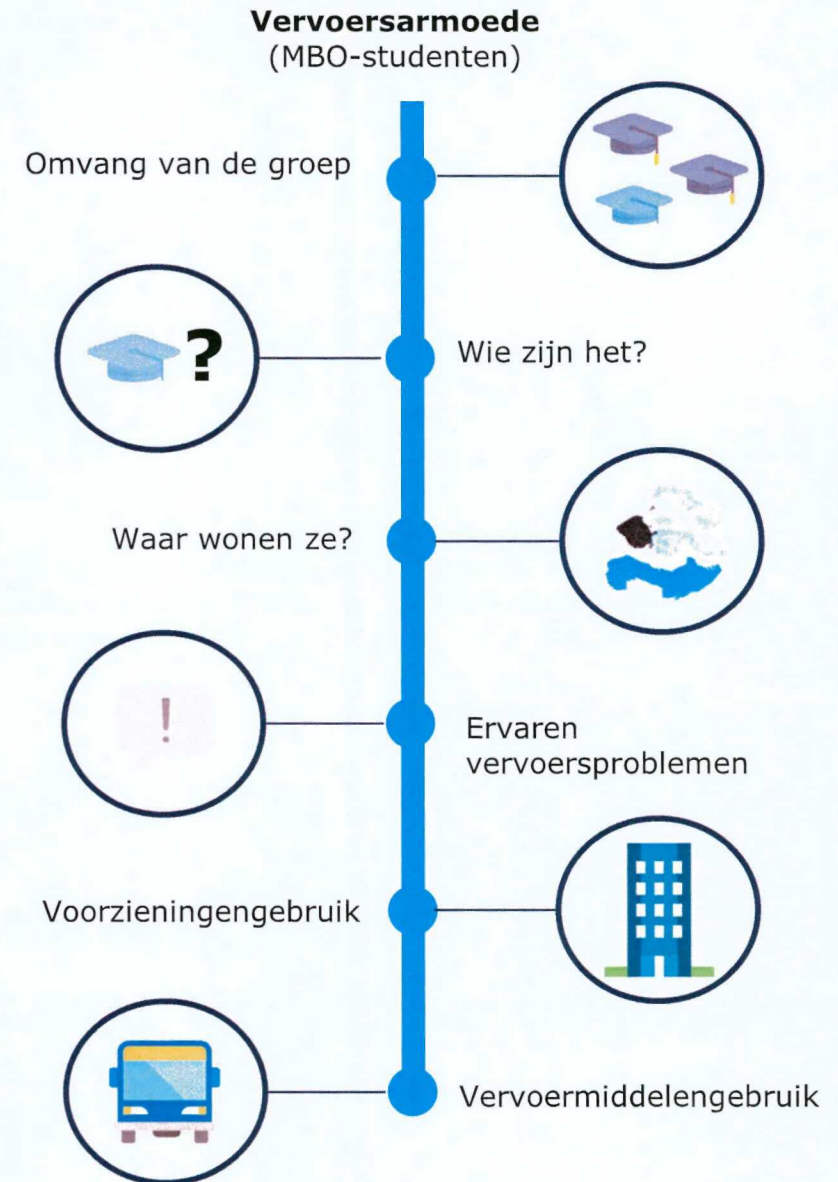 Vervoersarmoede
(MBO-studenten)
Omvang van de groep
?
Wie zijn het?
Waar wonen ze?
!
Ervaren
vervoersproblemen
Voorzieningengebruik
Vervoermiddelengebruik